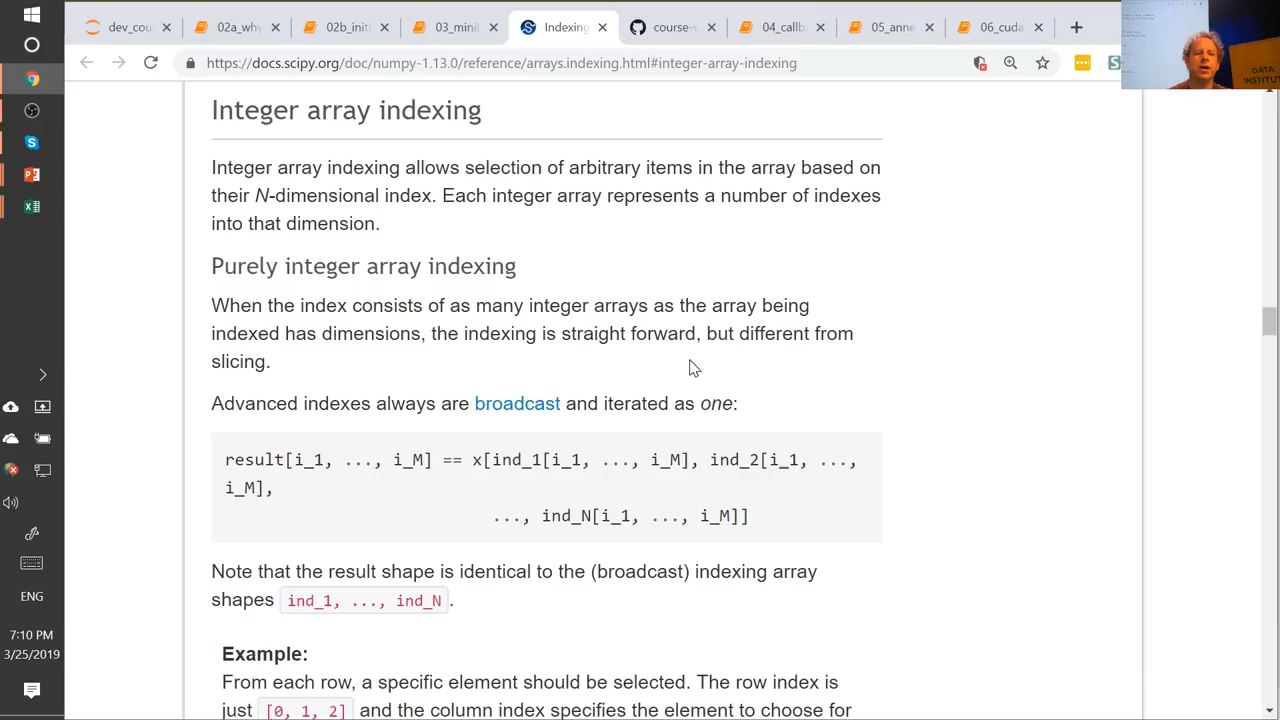 dev_cou
02a_why
02b_initi
03_minil
Indexing
course-
04_callb
05_anne
06_cuda
https://docs.scipy.org/doc/numpy-1.13.0/reference/arrays.indexing.html#integer-array-indexing
S
DATA
INSTITUT
Integer array indexing
Integer array indexing allows selection of arbitrary items in the array based on
their N-dimensional index. Each integer array represents a number of indexes
into that dimension.
Purely integer array indexing
When the index consists of as many integer arrays as the array being
indexed has dimensions, the indexing is straight forward, but different from
slicing.
Advanced indexes always are broadcast and iterated as one:
result[i_1, ..., i_M] == x[ind_1[i_1, ..., i_M], ind_2[i_1, ...,
i_M],
..., ind_N[i_1, ..., i_M]]
Note that the result shape is identical to the (broadcast) indexing array
shapes ind_1, ..., ind_N .
Example:
From each row, a specific element should be selected. The row index is
just [0, 1, 2] and the column index specifies the element to choose for
ENG
7:10 PM
3/25/2019